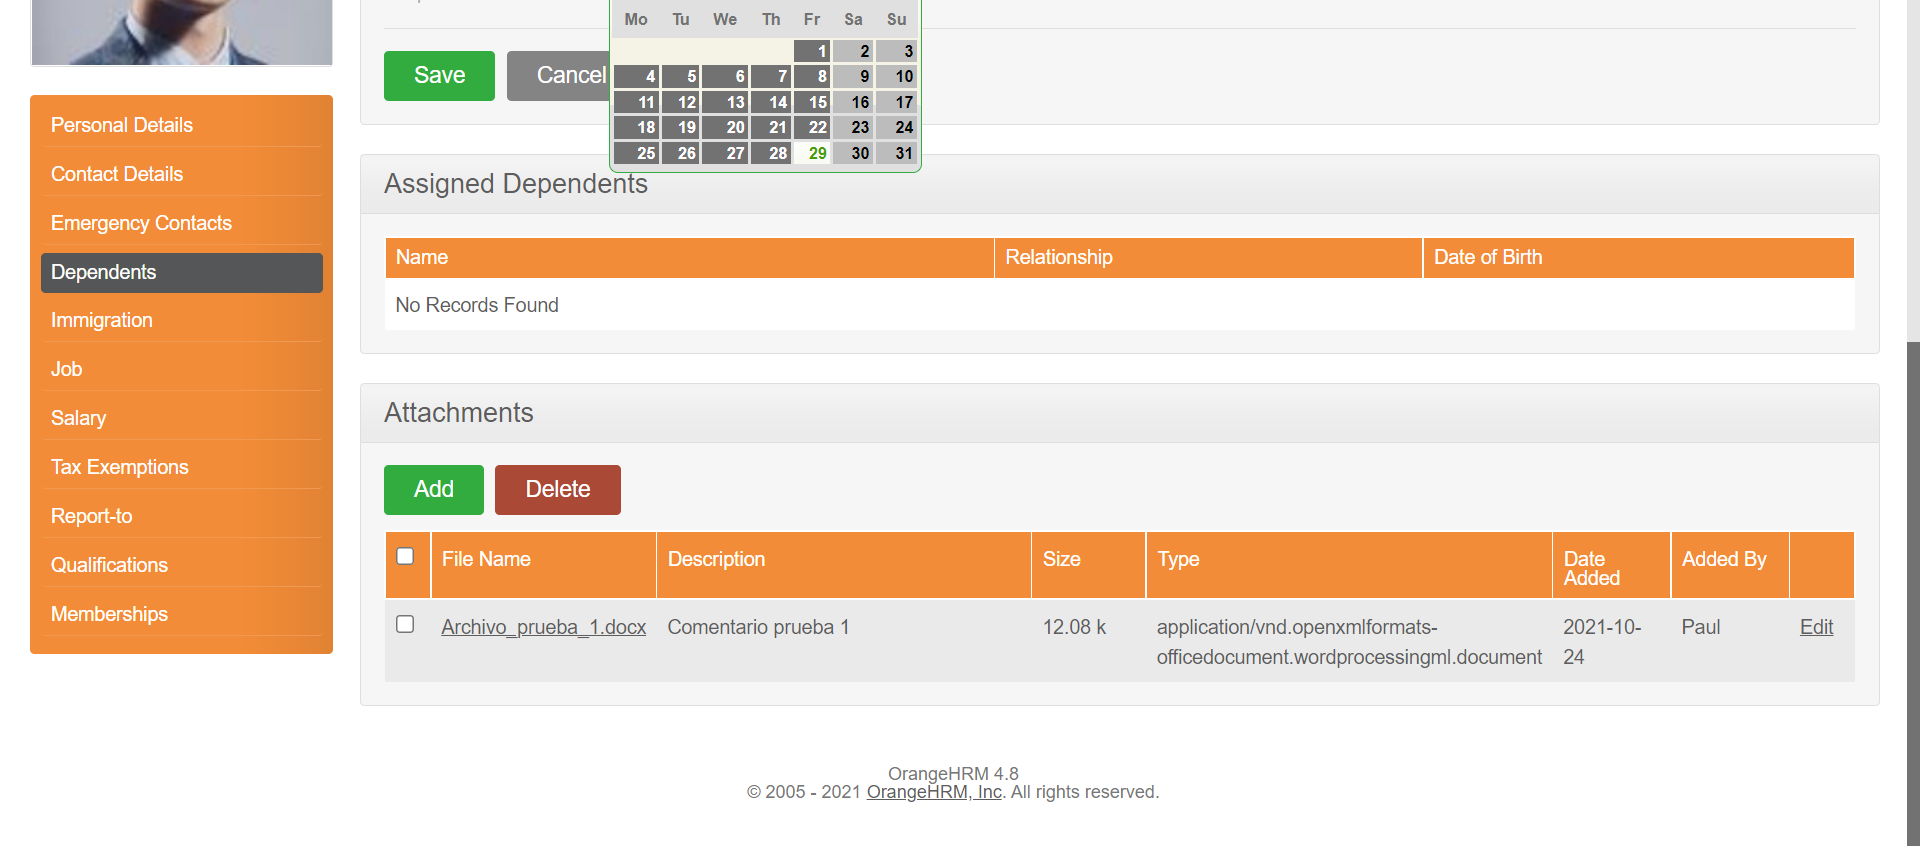 Mo Tu We Th Fr Sa Su
1 2 3
4 5 6 7 8 9 10
11 12 13 14 15 16 17
18 19 20 21 22 23 24
25 26 27 28 29 30 31
Save Cancel
Personal Details
Contact Details
Emergency Contacts
Dependents
Immigration
Job
Salary
Tax Exemptions
Report-to
Qualifications
Memberships
Assigned Dependents
Name Relationship Date of Birth
No Records Found
Attachments
Add Delete
File Name Description Size Type Date Added Added By
Archivo_prueba_1.docx Comentario prueba 1 12.08 k application/vnd.openxmlformats-officedocument.wordprocessingml.document 2021-10-24 Paul Edit
OrangeHRM 4.8
© 2005 - 2021 OrangeHRM, Inc. All rights reserved.